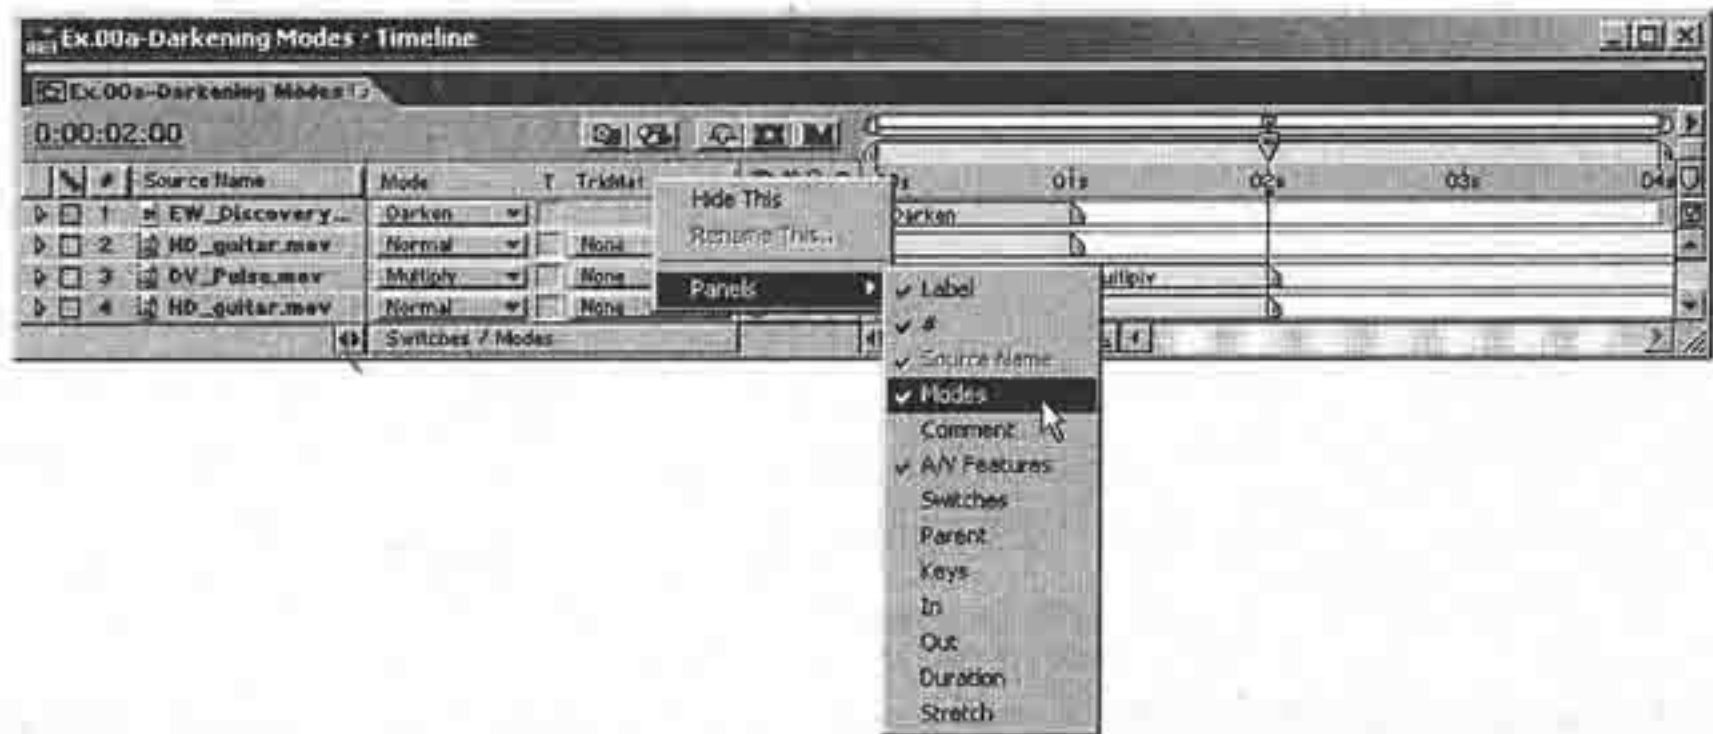 Ex.00a-Darkening Modes • Timeline
Ex.00a-Darkening Modes
0:00:02:00
# Source Name Mode T TrkMat 01s 02s 03s 04s
1 EW_Discovery... Darken Darken
2 HD_guitar.mov Normal None
3 DV_Pulse.mov Multiply None ultiply
4 HD_guitar.mov Normal None
Switches / Modes
Hide This
Rename This...
Panels
Label
#
Source Name
Modes
Comment
A/V Features
Switches
Parent
Keys
In
Out
Duration
Stretch